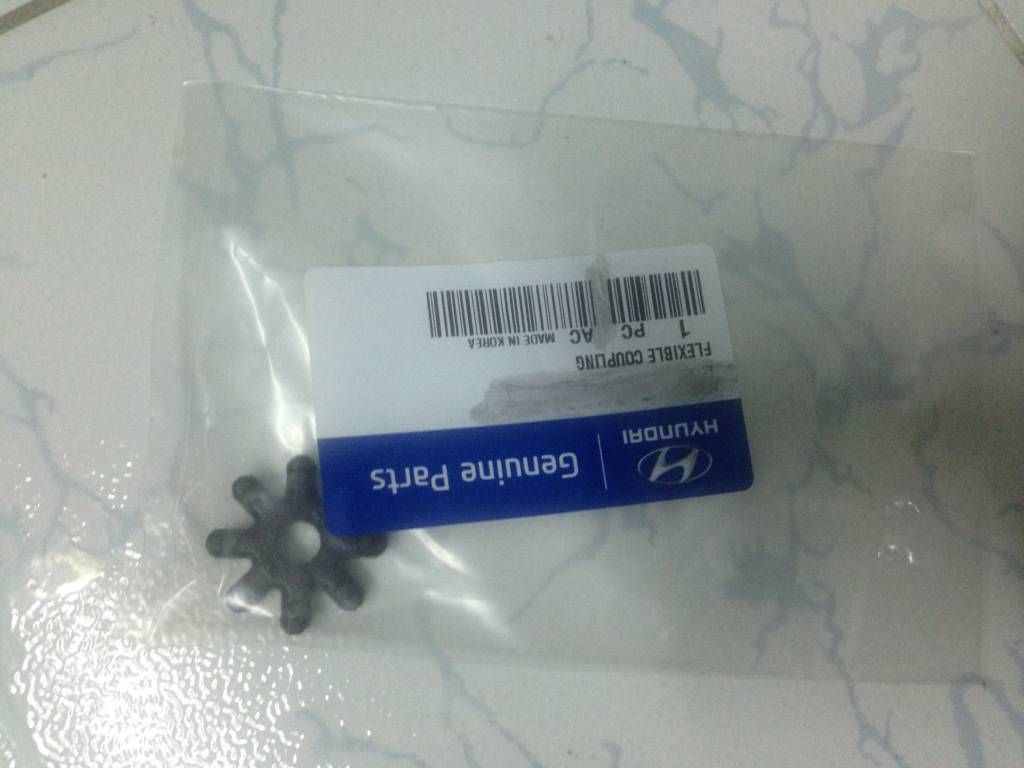 HYUNDAI
Genuine Parts
FLEXIBLE COUPLING
1 PC AC MADE IN KOREA